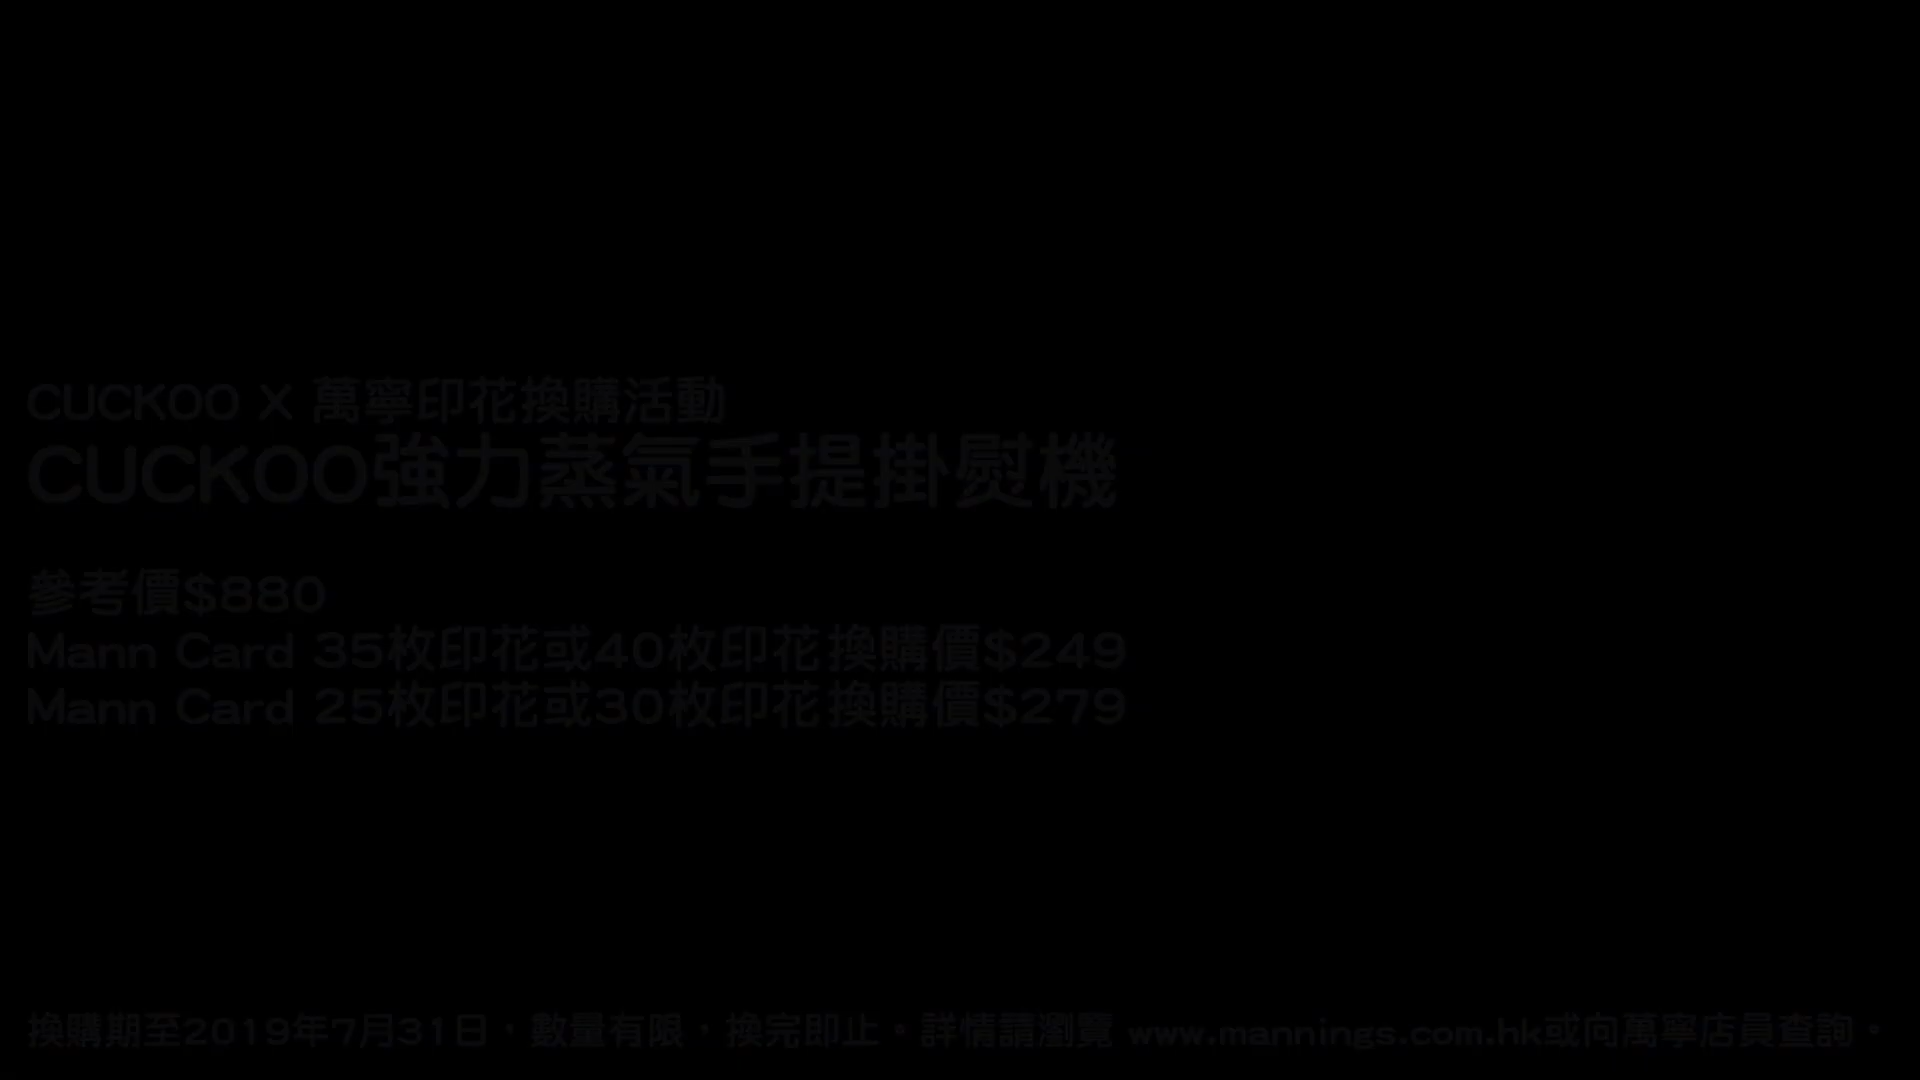 CUCKOO X 萬寧印花換購活動
CUCKOO強力蒸氣手提掛熨機
參考價$880
Mann Card 35枚印花或40枚印花換購價$249
Mann Card 25枚印花或30枚印花換購價$279
換購期至2019年7月31日，數量有限，換完即止。詳情請瀏覽 www.mannings.com.hk或向萬寧店員查詢。